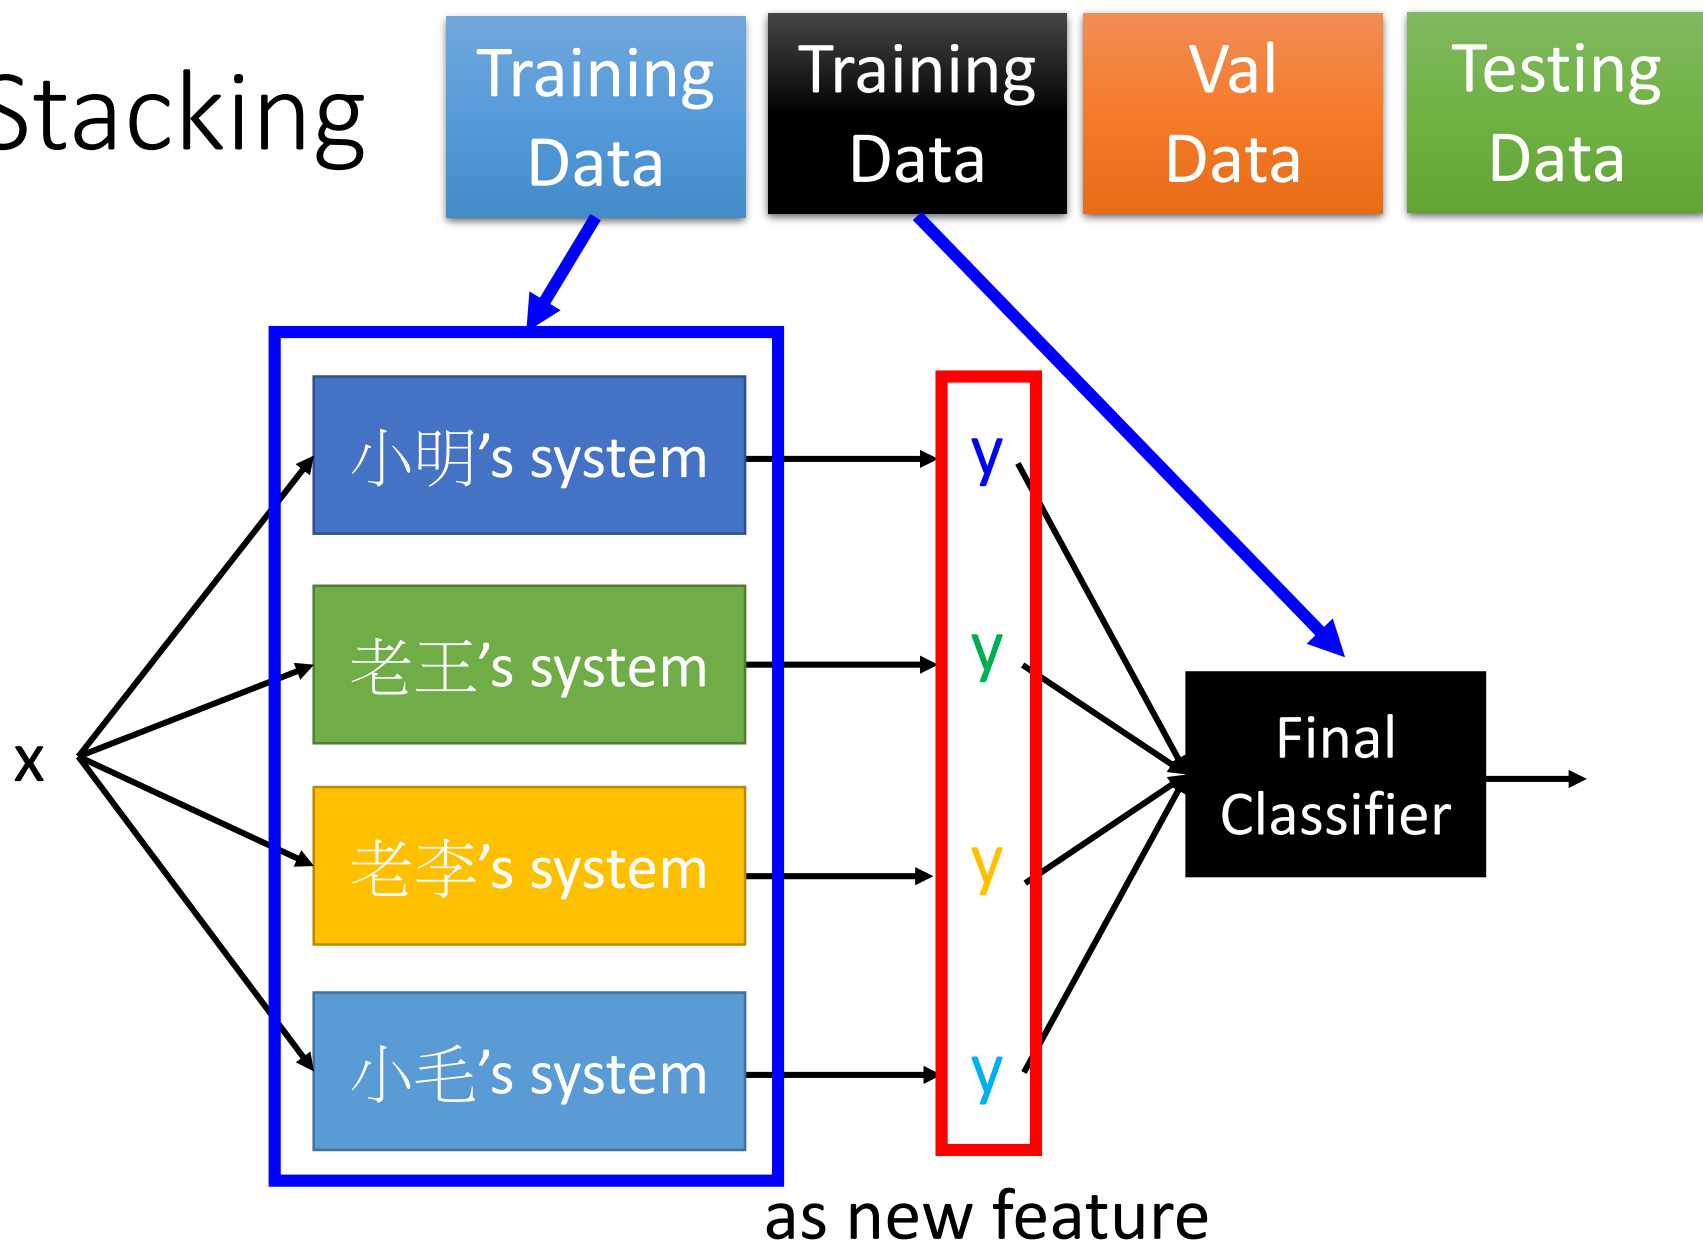 Stacking
Training
Data
Training
Data
Val
Data
Testing
Data
小明's system
y
老王's system
y
x
Final
Classifier
老李's system
y
小毛's system
y
as new feature